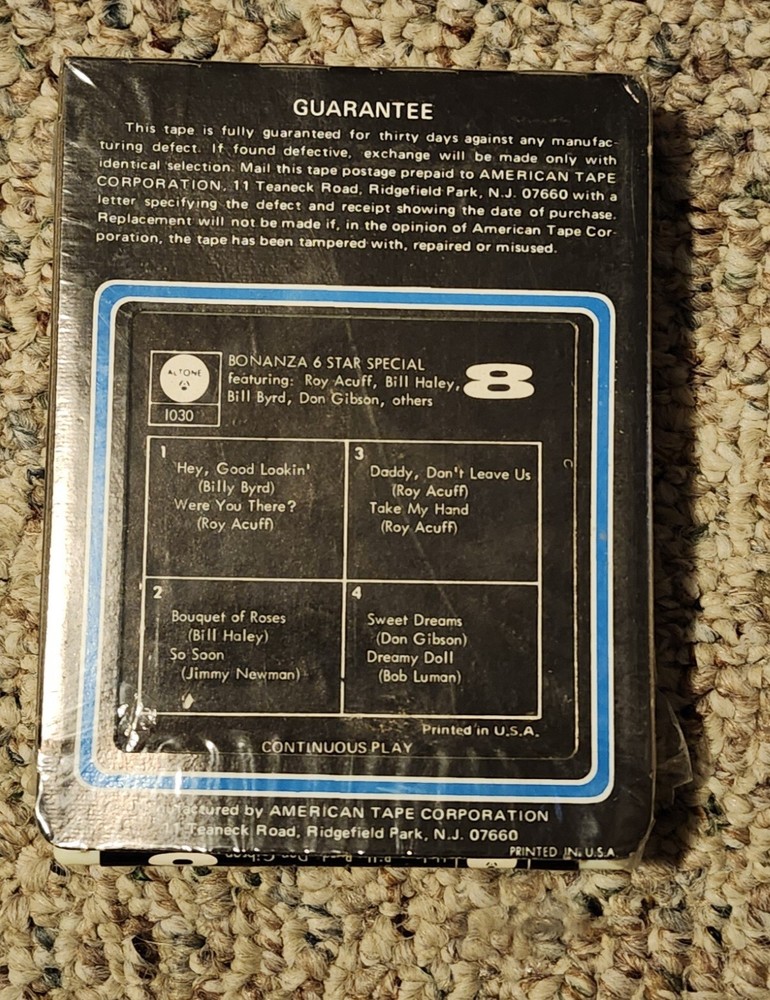 GUARANTEE
This tape is fully guaranteed for thirty days against any manufac-
turing defect. If found defective, exchange will be made only with
identical selection. Mail this tape postage prepaid to AMERICAN TAPE
CORPORATION, 11 Teaneck Road, Ridgefield Park, N.J. 07660 with a
letter specifying the defect and receipt showing the date of purchase.
Replacement will not be made if, in the opinion of American Tape Cor-
poration, the tape has been tampered with, repaired or misused.
ALTONE
1030
BONANZA 6 STAR SPECIAL
featuring: Roy Acuff, Bill Haley,
Bill Byrd, Don Gibson, others
8
1
Hey, Good Lookin'
(Billy Byrd)
Were You There?
(Roy Acuff)
2
Bouquet of Roses
(Bill Haley)
So Soon
(Jimmy Newman)
3
Daddy, Don't Leave Us
(Roy Acuff)
Take My Hand
(Roy Acuff)
4
Sweet Dreams
(Don Gibson)
Dreamy Doll
(Bob Luman)
Printed in U.S.A.
CONTINUOUS PLAY
by AMERICAN TAPE CORPORATION
11 Teaneck Road, Ridgefield Park, N.J. 07660
PRINTED IN U.S.A.